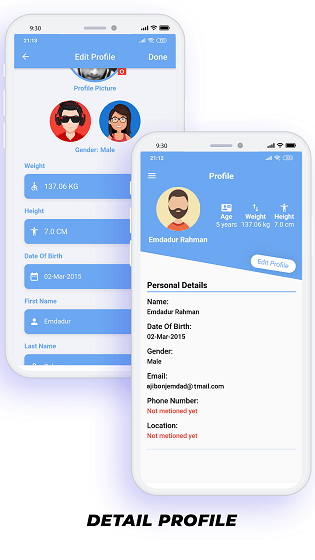 9:30
21:13
Edit Profile
Done
Profile Picture
Gender: Male
Weight
137.06 KG
Height
7.0 CM
Date Of Birth
02-Mar-2015
First Name
Emdadur
Last Name
9:30
21:12
Profile
Age Weight Height
5 years 137.06 kg 7.0 cm
Emdadur Rahman
Edit Profile
Personal Details
Name:
Emdadur Rahman
Date Of Birth:
02-Mar-2015
Gender:
Male
Email:
ajibonjemdad@tmail.com
Phone Number:
Not metioned yet
Location:
Not metioned yet
DETAIL PROFILE